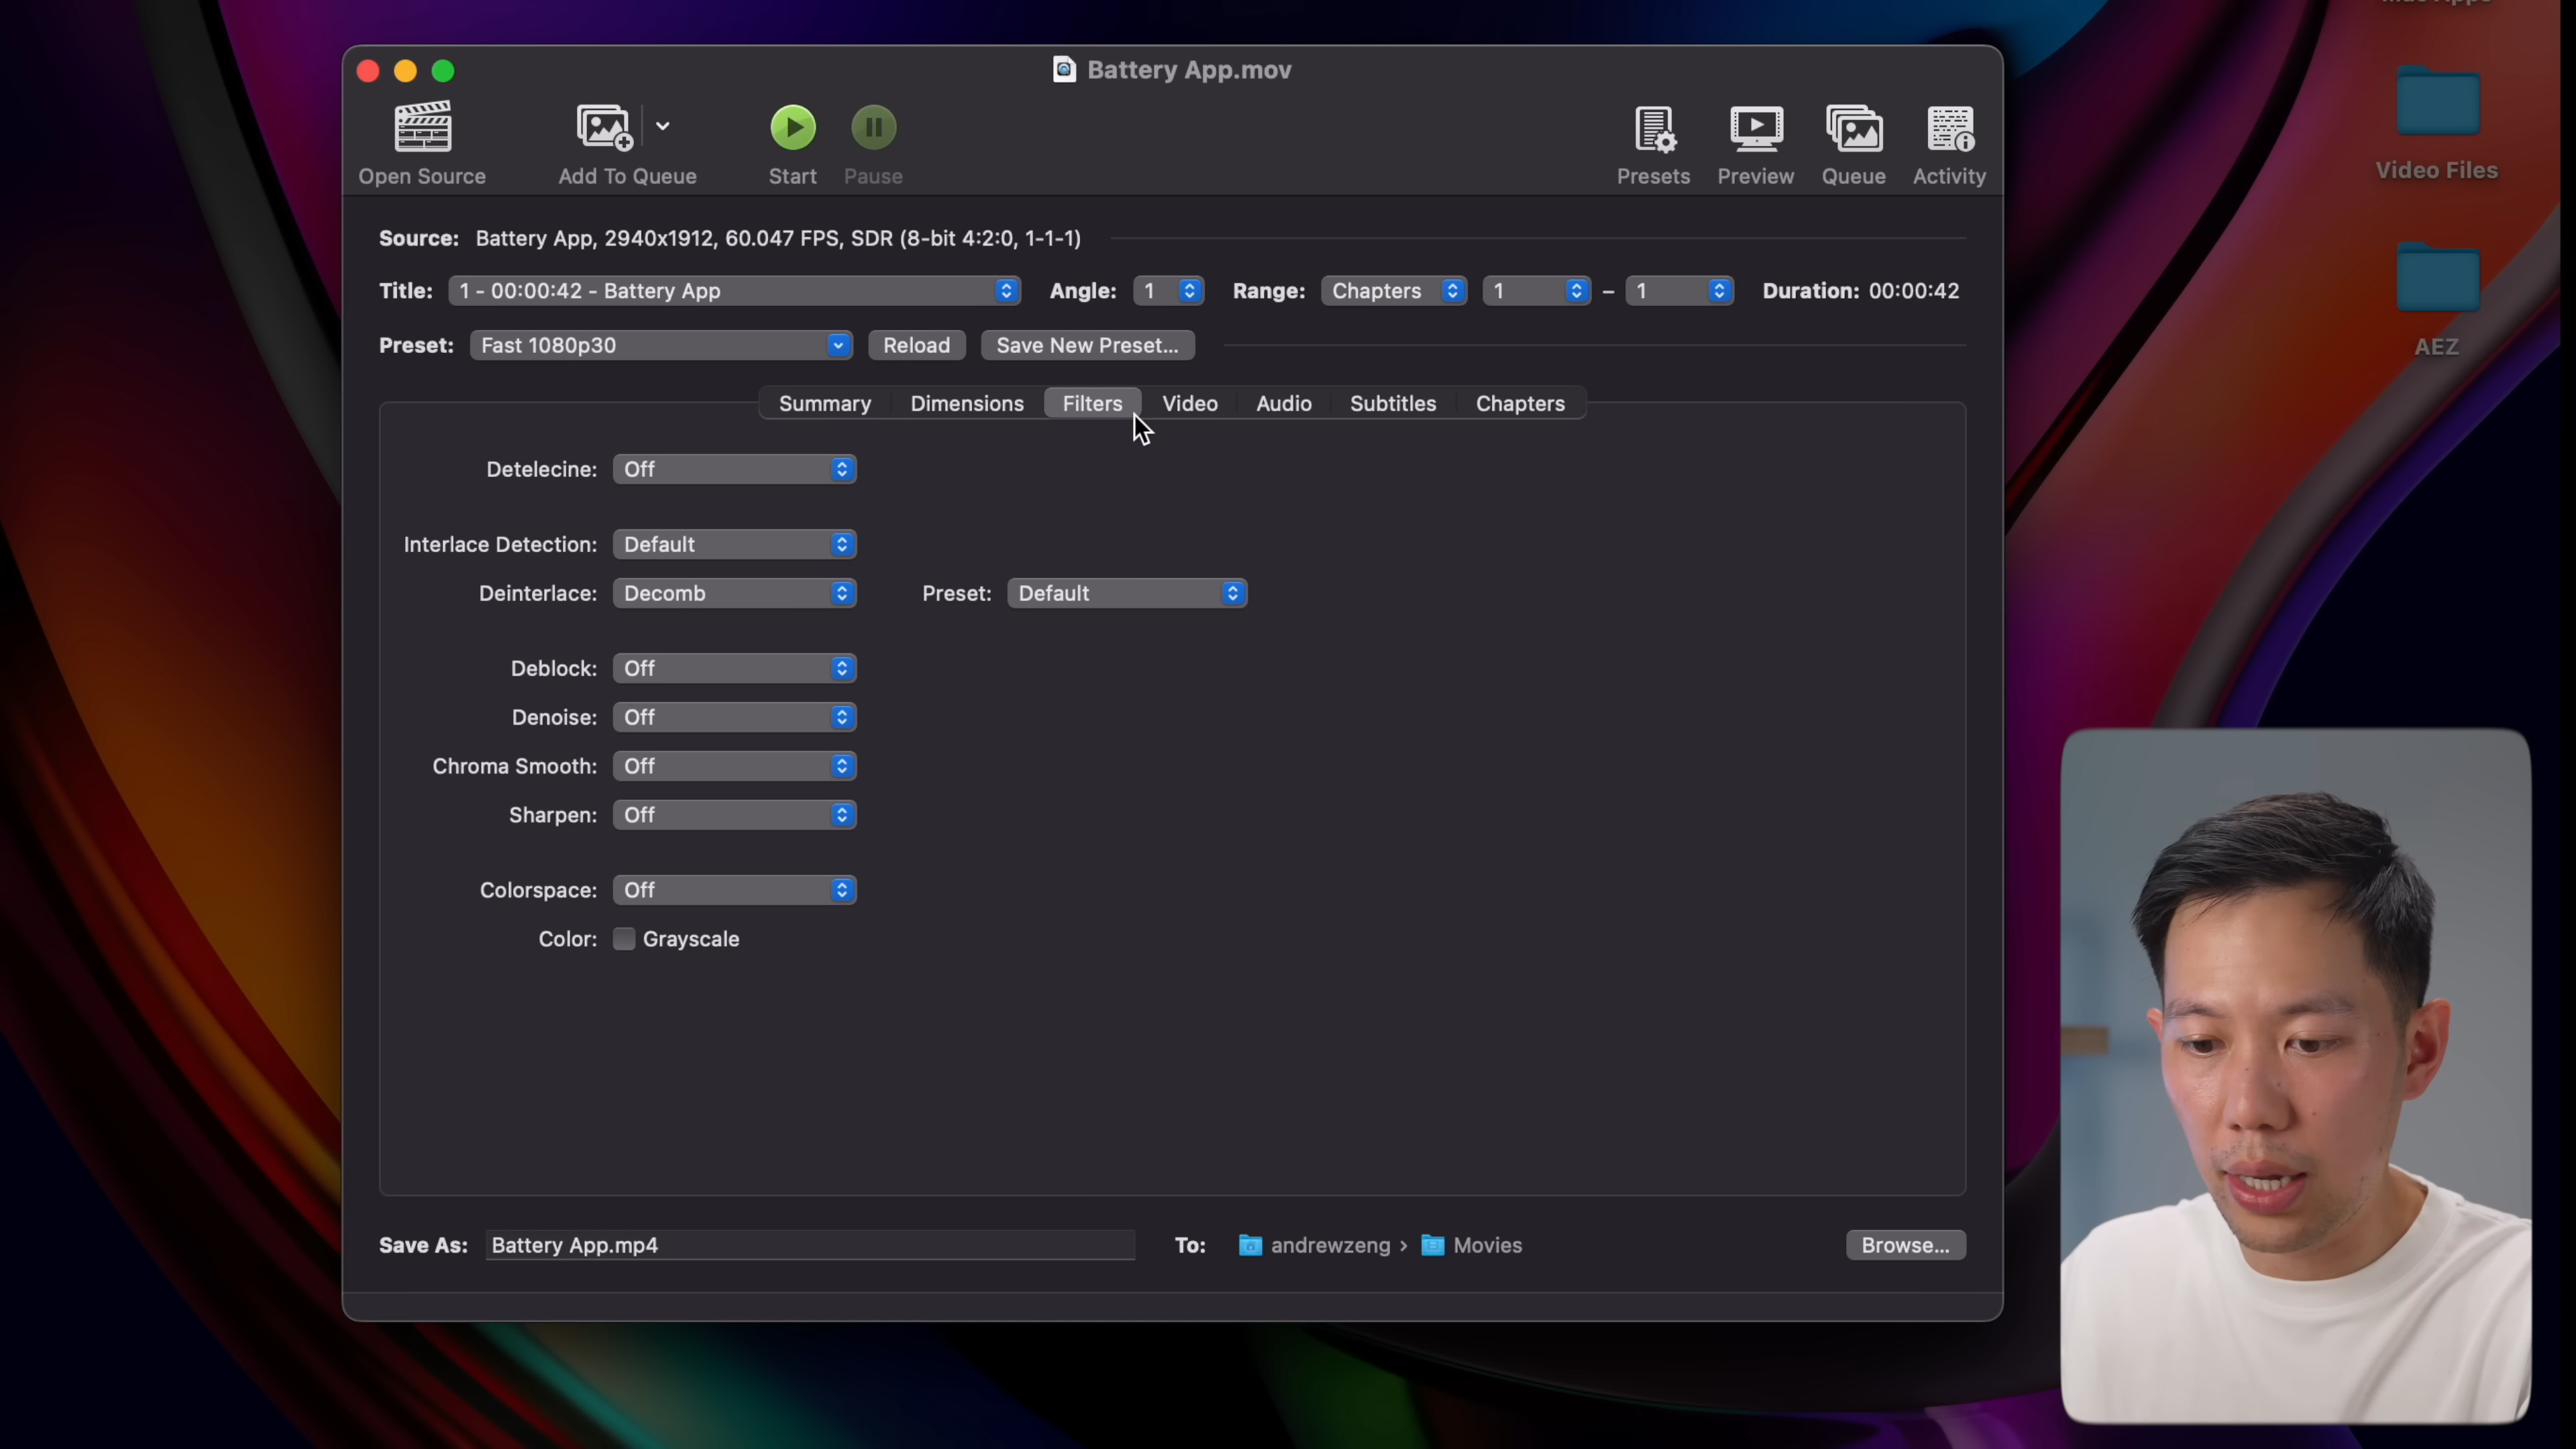 Battery App.mov
Open Source
Add To Queue
Start
Pause
Presets
Preview
Queue
Activity
Source: Battery App, 2940x1912, 60.047 FPS, SDR (8-bit 4:2:0, 1-1-1)
Title: 1 - 00:00:42 - Battery App Angle: 1 Range: Chapters 1 – 1 Duration: 00:00:42
Preset: Fast 1080p30 Reload Save New Preset...
Summary Dimensions Filters Video Audio Subtitles Chapters
Detelecine: Off
Interlace Detection: Default
Deinterlace: Decomb Preset: Default
Deblock: Off
Denoise: Off
Chroma Smooth: Off
Sharpen: Off
Colorspace: Off
Color: Grayscale
Save As: Battery App.mp4 To: andrewzeng › Movies Browse...
Video Files
AEZ